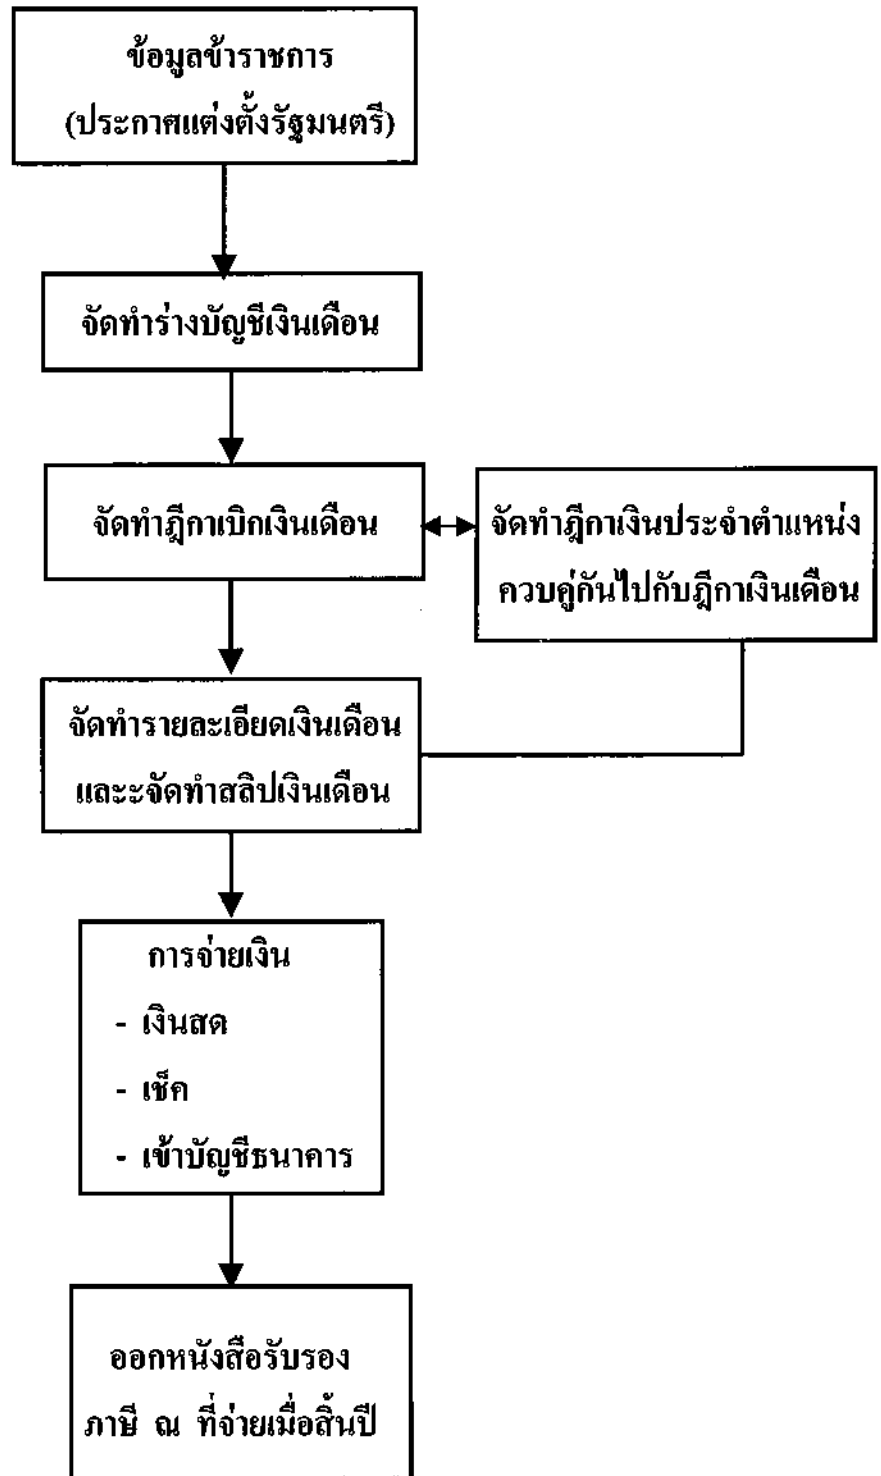 ข้อมูลข้าราชการ
(ประกาศแต่งตั้งรัฐมนตรี)
จัดทำร่างบัญชีเงินเดือน
จัดทำฎีกาเบิกเงินเดือน
จัดทำฎีกาเงินประจำตำแหน่ง
ควบคู่กันไปกับฎีกาเงินเดือน
จัดทำรายละเอียดเงินเดือน
และะจัดทำสลิปเงินเดือน
การจ่ายเงิน
- เงินสด
- เช็ค
- เข้าบัญชีธนาคาร
ออกหนังสือรับรอง
ภาษี ณ ที่จ่ายเมื่อสิ้นปี